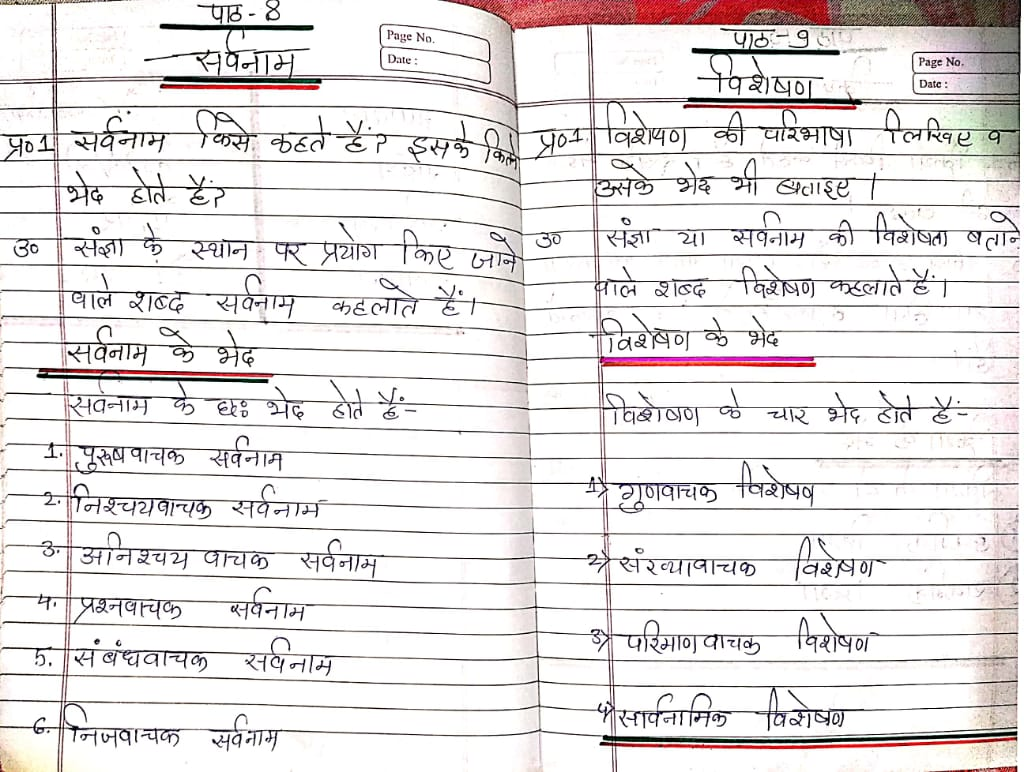 पाठ - 8
सर्वनाम
Page No.
Date :
प्र०1 सर्वनाम किसे कहते हैं? इसके कितने
भेद होते हैं?
उ० संज्ञा के स्थान पर प्रयोग किए जाने
वाले शब्द सर्वनाम कहलाते हैं।
सर्वनाम के भेद
सर्वनाम के छः भेद होते हैं-
1. पुरुषवाचक सर्वनाम
2. निश्चयवाचक सर्वनाम
3. अनिश्चय वाचक सर्वनाम
4. प्रश्नवाचक सर्वनाम
5. संबंधवाचक सर्वनाम
6. निजवाचक सर्वनाम
पाठ - 9
विशेषण
Page No.
Date :
प्र०1 विशेषण की परिभाषा लिखिए व
उसके भेद भी बताइए।
उ० संज्ञा या सर्वनाम की विशेषता बताने
वाले शब्द विशेषण कहलाते हैं।
विशेषण के भेद
विशेषण के चार भेद होते हैं-
1) गुणवाचक विशेषण
2) संख्यावाचक विशेषण
3) परिमाण वाचक विशेषण
4) सार्वनामिक विशेषण